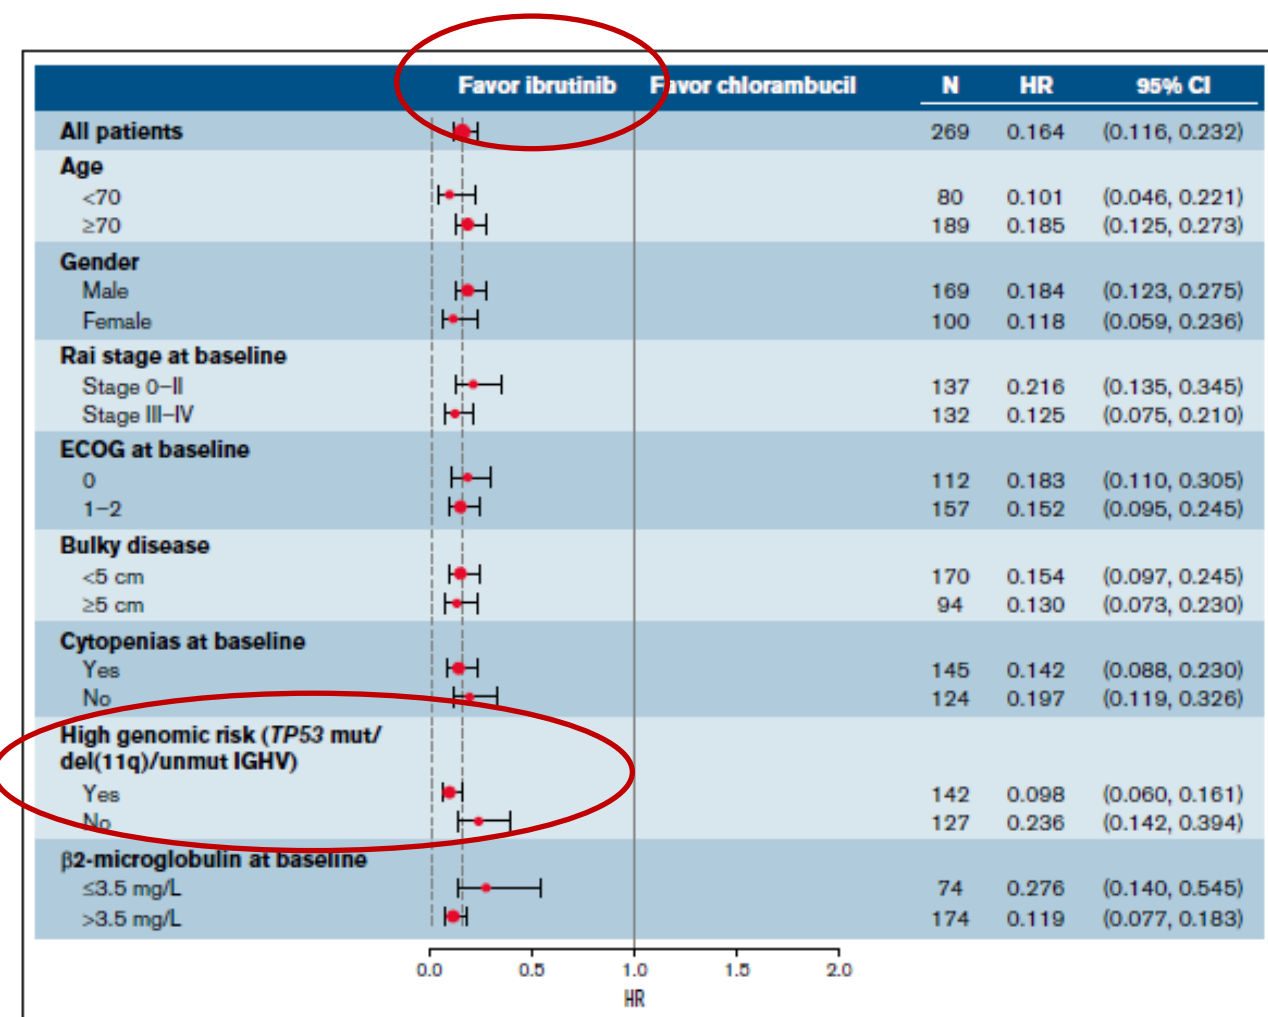 Favor ibrutinib Favor chlorambucil N HR 95% CI
All patients 269 0.164 (0.116, 0.232)
Age
<70 80 0.101 (0.046, 0.221)
≥70 189 0.185 (0.125, 0.273)
Gender
Male 169 0.184 (0.123, 0.275)
Female 100 0.118 (0.059, 0.236)
Rai stage at baseline
Stage 0–II 137 0.216 (0.135, 0.345)
Stage III–IV 132 0.125 (0.075, 0.210)
ECOG at baseline
0 112 0.183 (0.110, 0.305)
1–2 157 0.152 (0.095, 0.245)
Bulky disease
<5 cm 170 0.154 (0.097, 0.245)
≥5 cm 94 0.130 (0.073, 0.230)
Cytopenias at baseline
Yes 145 0.142 (0.088, 0.230)
No 124 0.197 (0.119, 0.326)
High genomic risk (TP53 mut/
del(11q)/unmut IGHV)
Yes 142 0.098 (0.060, 0.161)
No 127 0.236 (0.142, 0.394)
β2-microglobulin at baseline
≤3.5 mg/L 74 0.276 (0.140, 0.545)
>3.5 mg/L 174 0.119 (0.077, 0.183)
0.0 0.5 1.0 1.5 2.0
HR